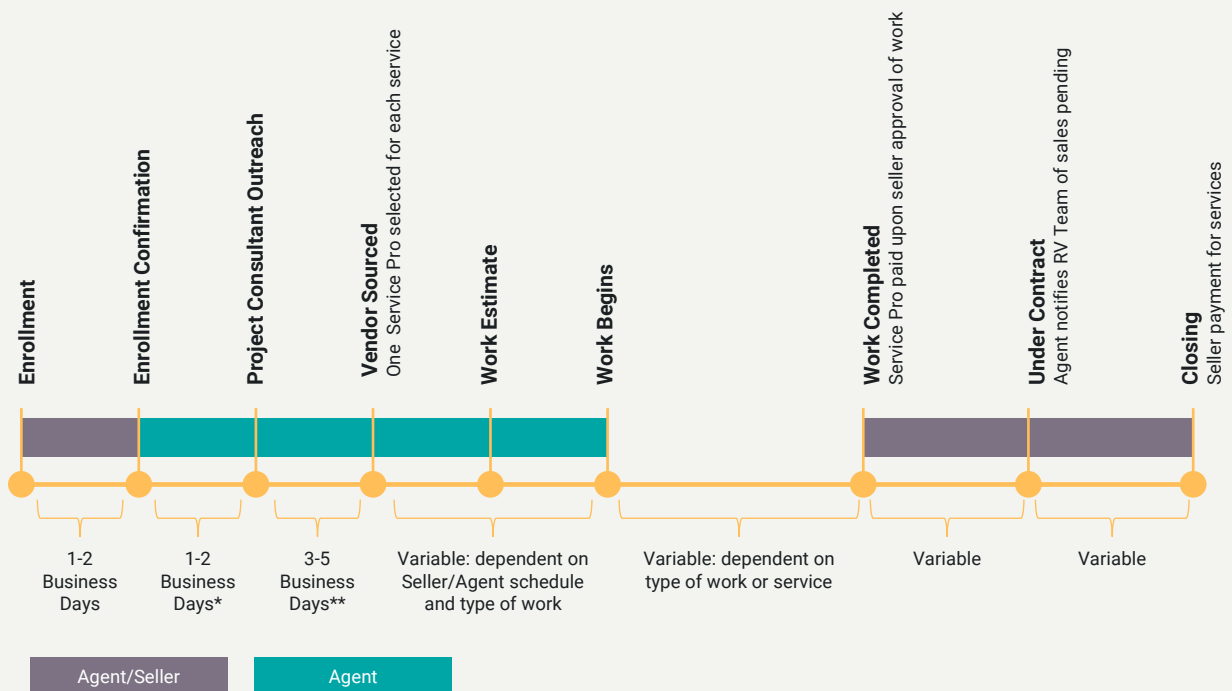 Enrollment
Enrollment Confirmation
Project Consultant Outreach
Vendor Sourced
One Service Pro selected for each service
Work Estimate
Work Begins
Work Completed
Service Pro paid upon seller approval of work
Under Contract
Agent notifies RV Team of sales pending
Closing
Seller payment for services
1-2
Business
Days
1-2
Business
Days*
3-5
Business
Days**
Variable: dependent on
Seller/Agent schedule
and type of work
Variable: dependent on
type of work or service
Variable
Variable
Agent/Seller
Agent